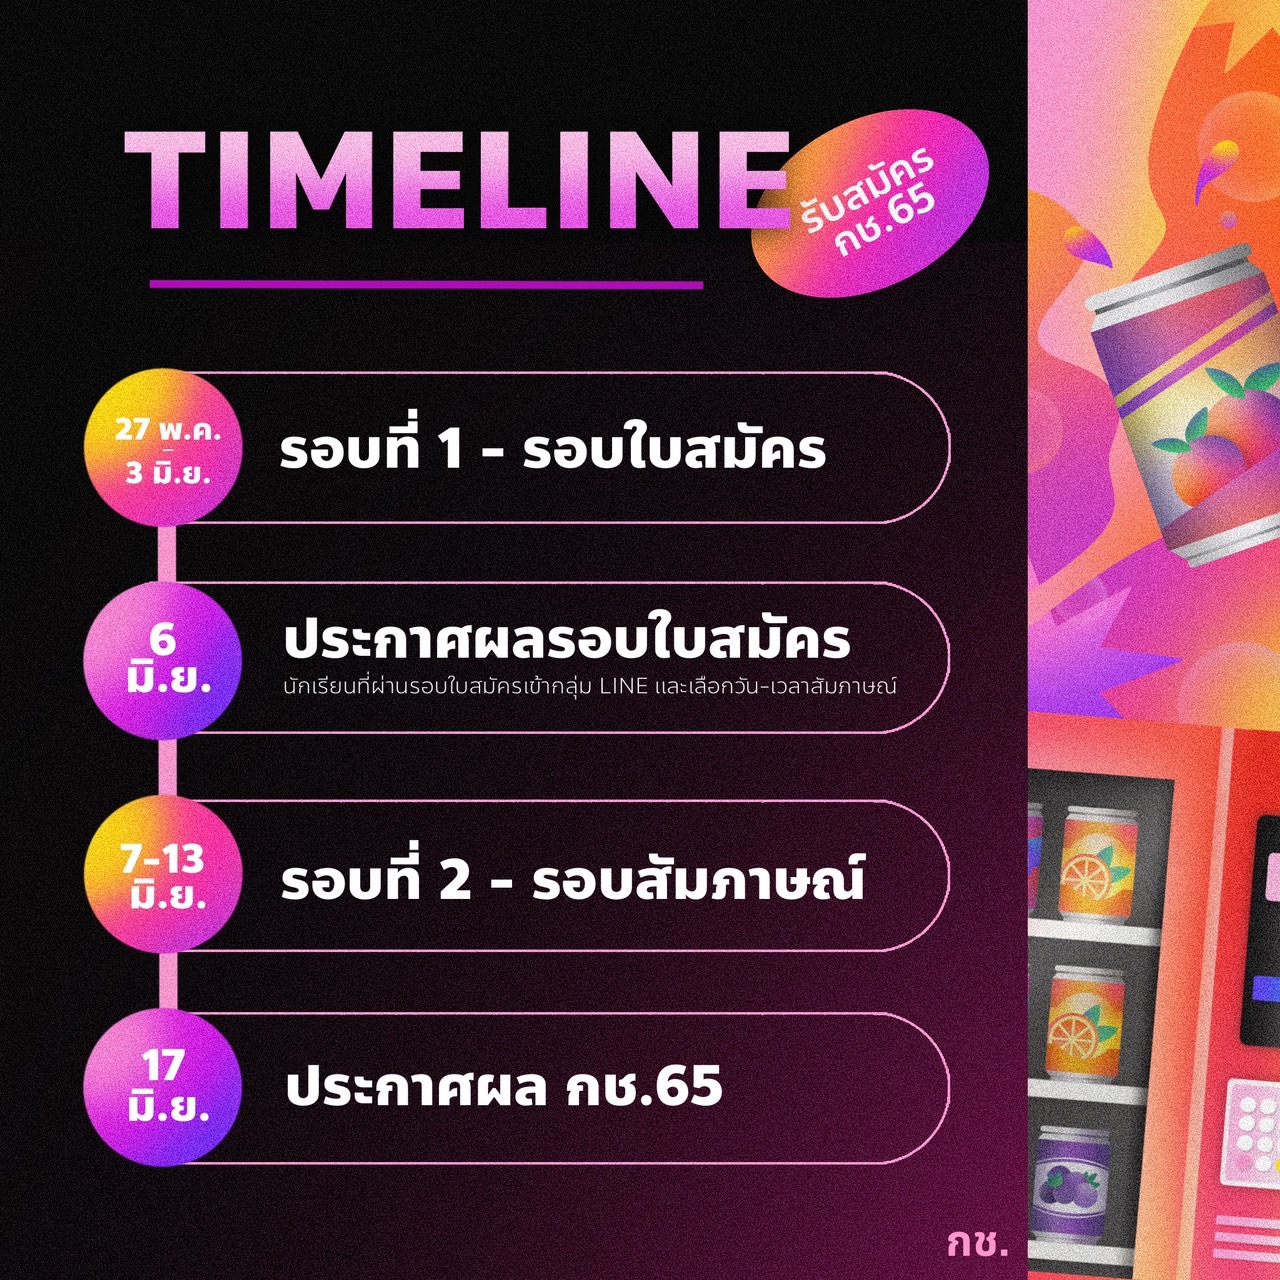 TIMELINE
รับสมัคร
กช.65
27 พ.ค.
–
3 มิ.ย.
รอบที่ 1 - รอบใบสมัคร
6
มิ.ย.
ประกาศผลรอบใบสมัคร
นักเรียนที่ผ่านรอบใบสมัครเข้ากลุ่ม LINE และเลือกวัน-เวลาสัมภาษณ์
7-13
มิ.ย.
รอบที่ 2 - รอบสัมภาษณ์
17
มิ.ย.
ประกาศผล กช.65
กช.